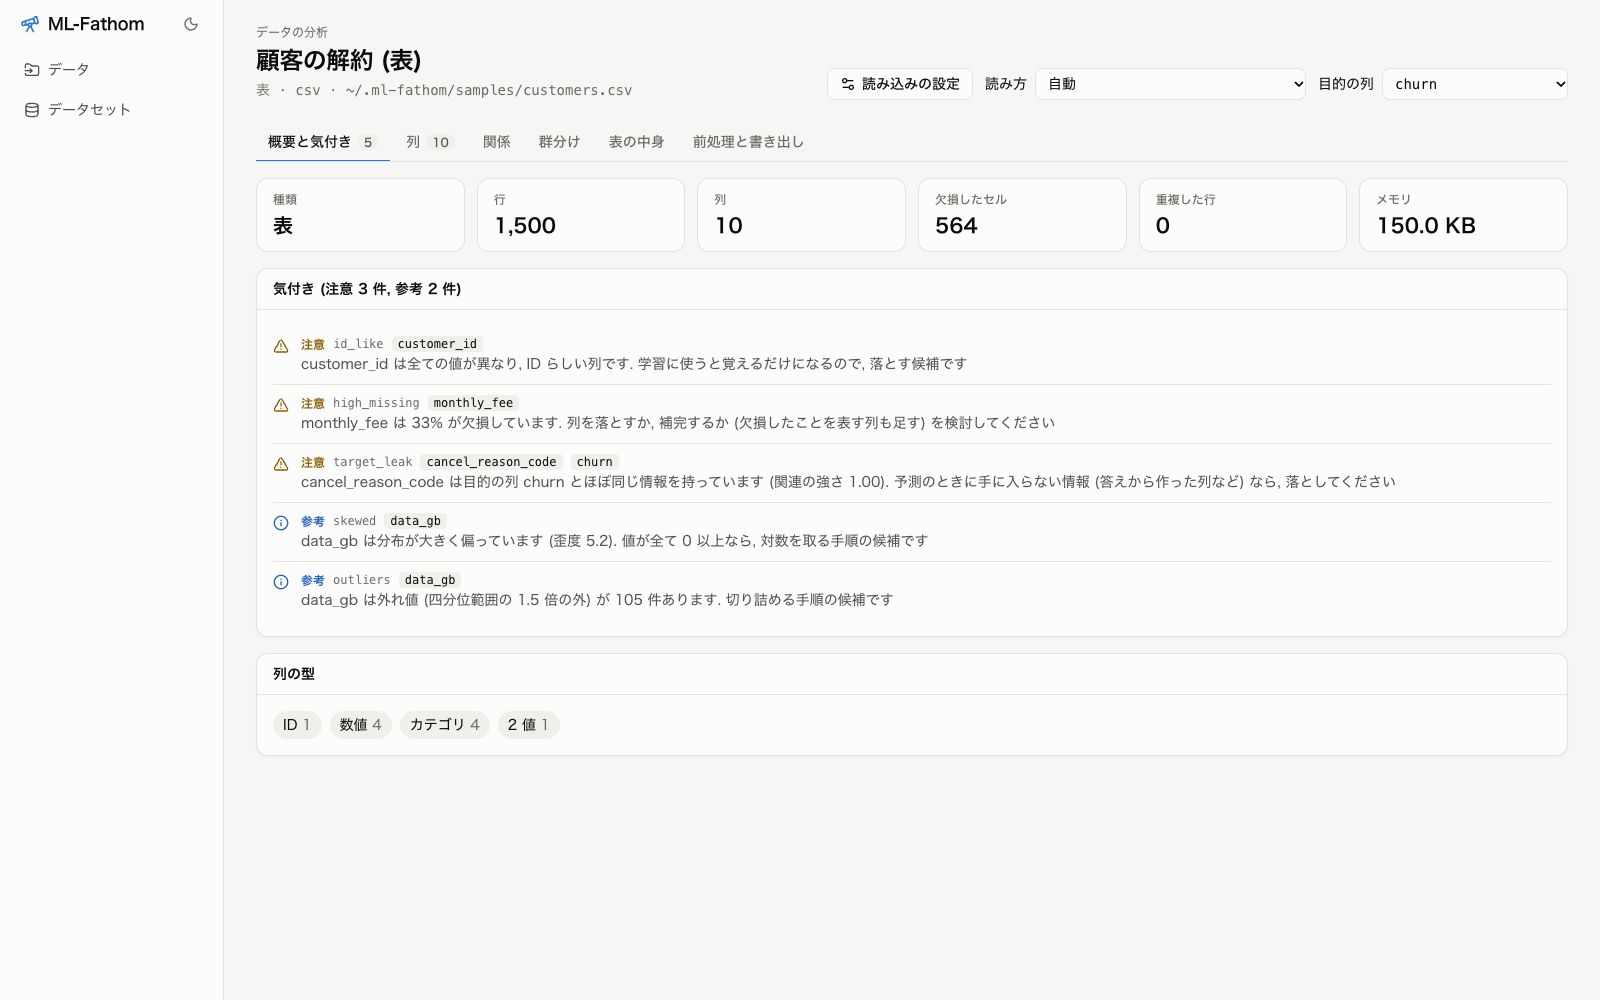 ML-Fathom
データ
データセット
データの分析
顧客の解約 (表)
表 · csv · ~/.ml-fathom/samples/customers.csv
読み込みの設定 読み方 自動 目的の列 churn
概要と気付き 5 列 10 関係 群分け 表の中身 前処理と書き出し
種類 行 列 欠損したセル 重複した行 メモリ
表 1,500 10 564 0 150.0 KB
気付き (注意 3 件, 参考 2 件)
注意 id_like customer_id
customer_id は全ての値が異なり, ID らしい列です. 学習に使うと覚えるだけになるので, 落とす候補です
注意 high_missing monthly_fee
monthly_fee は 33% が欠損しています. 列を落とすか, 補完するか (欠損したことを表す列も足す) を検討してください
注意 target_leak cancel_reason_code churn
cancel_reason_code は目的の列 churn とほぼ同じ情報を持っています (関連の強さ 1.00). 予測のときに手に入らない情報 (答えから作った列など) なら, 落としてください
参考 skewed data_gb
data_gb は分布が大きく偏っています (歪度 5.2). 値が全て 0 以上なら, 対数を取る手順の候補です
参考 outliers data_gb
data_gb は外れ値 (四分位範囲の 1.5 倍の外) が 105 件あります. 切り詰める手順の候補です
列の型
ID 1 数値 4 カテゴリ 4 2 値 1